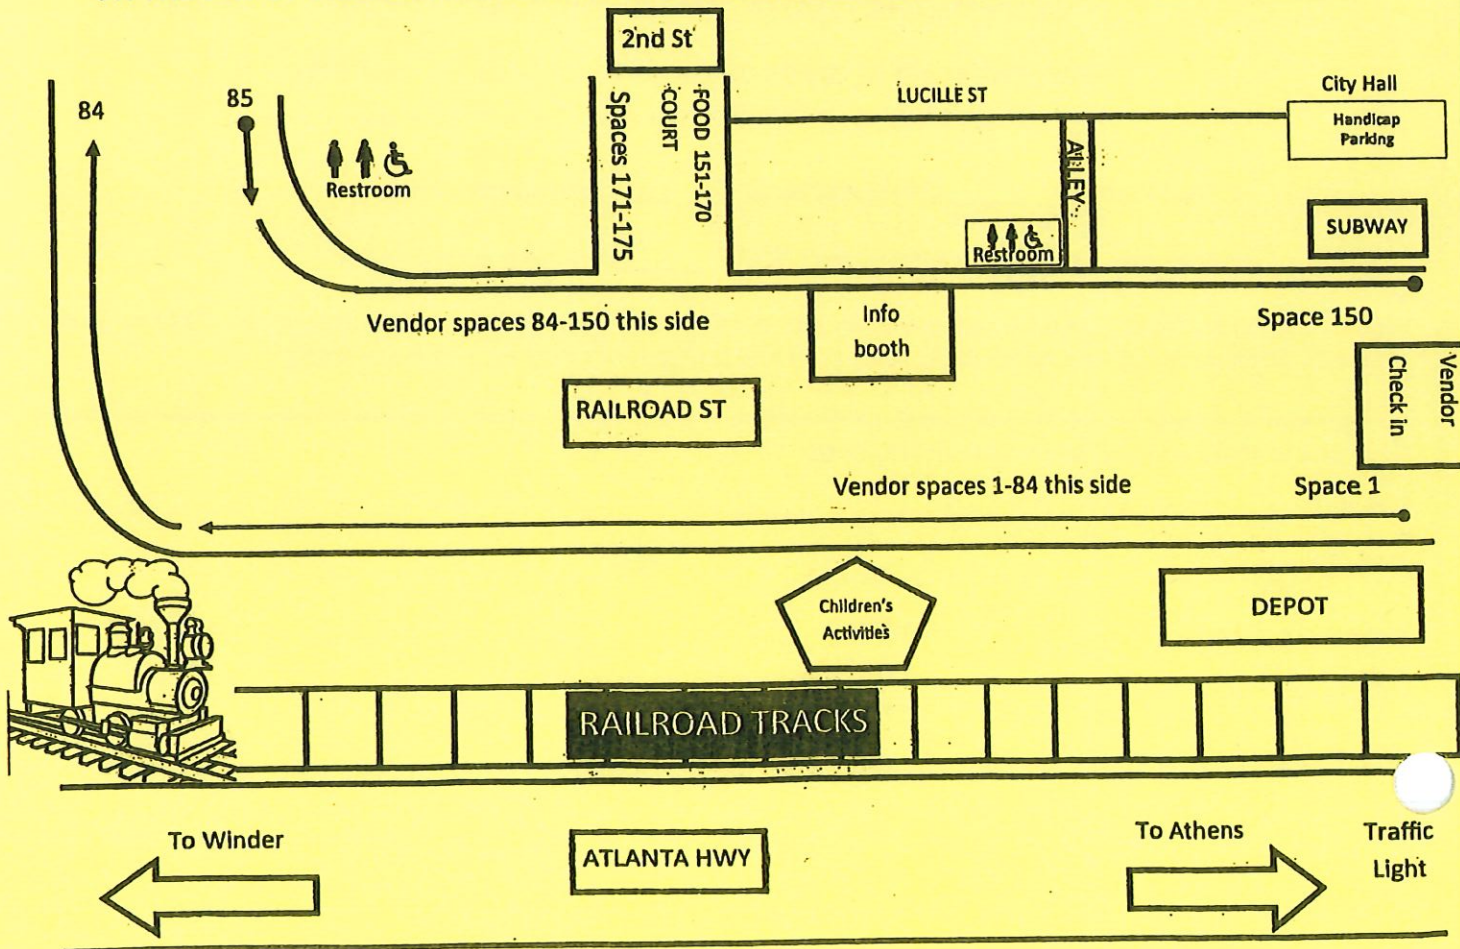 2nd St
84
85
Restroom
Spaces 171-175
FOOD 151-170
COURT
LUCILLE ST
ALLEY
City Hall
Handicap
Parking
SUBWAY
Restroom
Vendor spaces 84-150 this side
Info
booth
Space 150
RAILROAD ST
Vendor
Check in
Vendor spaces 1-84 this side
Space 1
Children's
Activities
DEPOT
RAILROAD TRACKS
To Winder
ATLANTA HWY
To Athens
Traffic
Light